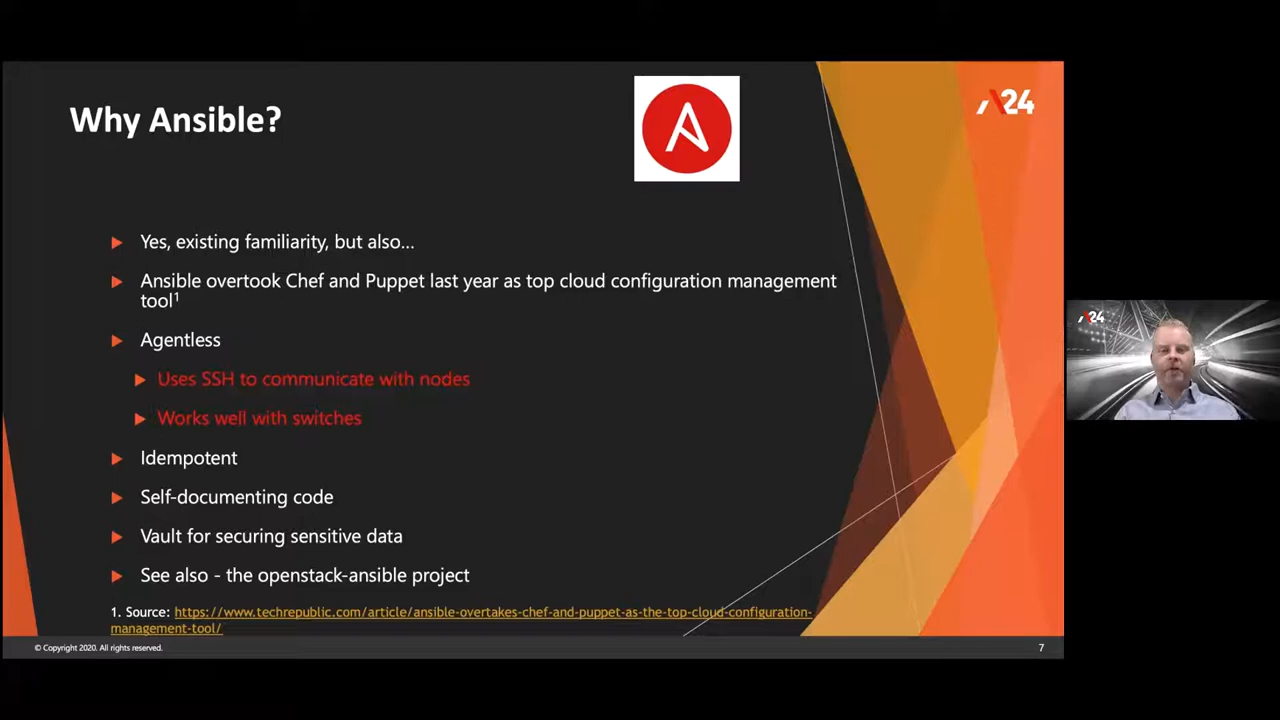 Why Ansible?
24
Yes, existing familiarity, but also...
Ansible overtook Chef and Puppet last year as top cloud configuration management
tool1
Agentless
Uses SSH to communicate with nodes
Works well with switches
24
Idempotent
Self-documenting code
Vault for securing sensitive data
See also - the openstack-ansible project
1. Source: https://www.techrepublic.com/article/ansible-overtakes-chef-and-puppet-as-the-top-cloud-configuration-
management-tool/
© Copyright 2020. All rights reserved.
7